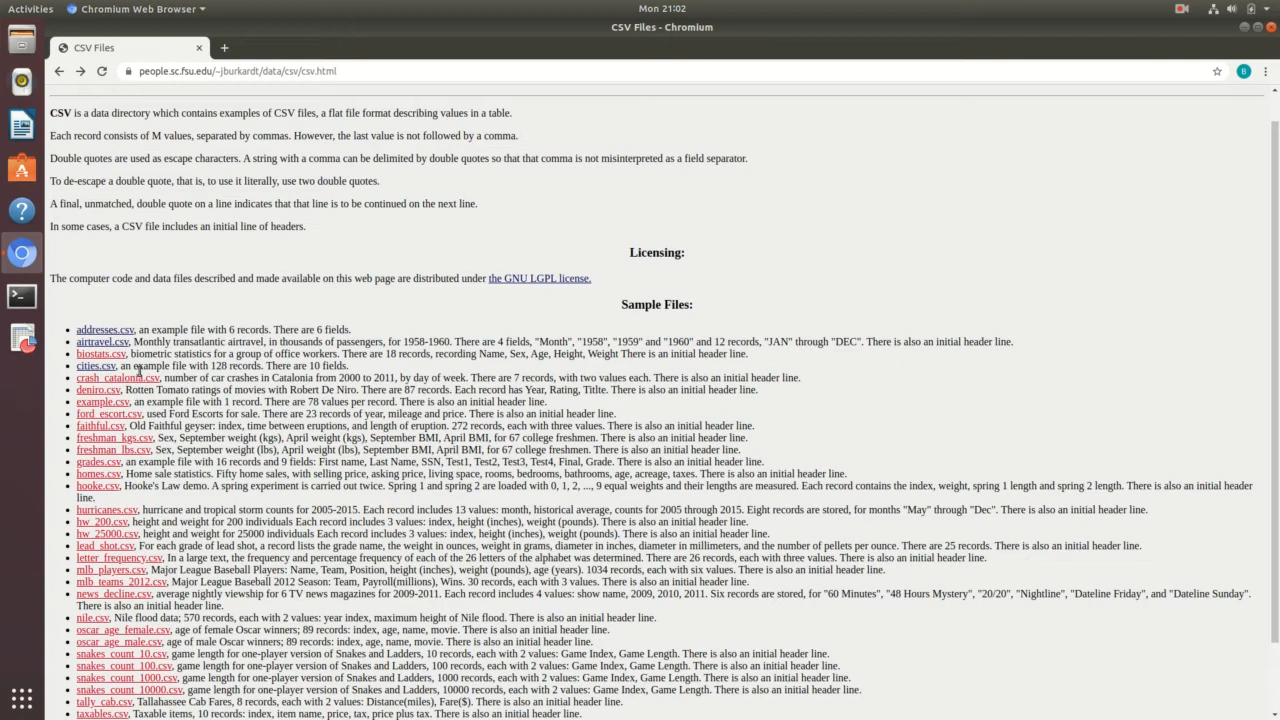 Activities
Chromium Web Browser
Mon 21:02
CSV Files - Chromium
CSV Files
people.sc.fsu.edu/~jburkardt/data/csv/csv.html
B
CSV is a data directory which contains examples of CSV files, a flat file format describing values in a table.
Each record consists of M values, separated by commas. However, the last value is not followed by a comma.
Double quotes are used as escape characters. A string with a comma can be delimited by double quotes so that that comma is not misinterpreted as a field separator.
To de-escape a double quote, that is, to use it literally, use two double quotes.
A final, unmatched, double quote on a line indicates that that line is to be continued on the next line.
In some cases, a CSV file includes an initial line of headers.
Licensing:
The computer code and data files described and made available on this web page are distributed under the GNU LGPL license.
Sample Files:
addresses.csv, an example file with 6 records. There are 6 fields.
airtravel.csv, Monthly transatlantic airtravel, in thousands of passengers, for 1958-1960. There are 4 fields, "Month", "1958", "1959" and "1960" and 12 records, "JAN" through "DEC". There is also an initial header line.
biostats.csv, biometric statistics for a group of office workers. There are 18 records, recording Name, Sex, Age, Height, Weight There is an initial header line.
cities.csv, an example file with 128 records. There are 10 fields.
crash_catalonia.csv, number of car crashes in Catalonia from 2000 to 2011, by day of week. There are 7 records, with two values each. There is also an initial header line.
deniro.csv, Rotten Tomato ratings of movies with Robert De Niro. There are 87 records. Each record has Year, Rating, Titlte. There is also an initial header line.
example.csv, an example file with 1 record. There are 78 values per record. There is also an initial header line.
ford_escort.csv, used Ford Escorts for sale. There are 23 records of year, mileage and price. There is also an initial header line.
faithful.csv, Old Faithful geyser: index, time between eruptions, and length of eruption. 272 records, each with three values. There is also an initial header line.
freshman_kgs.csv, Sex, September weight (kgs), April weight (kgs), September BMI, April BMI, for 67 college freshmen. There is also an initial header line.
freshman_lbs.csv, Sex, September weight (lbs), April weight (lbs), September BMI, April BMI, for 67 college freshmen. There is also an initial header line.
grades.csv, an example file with 16 records and 9 fields: First name, Last Name, SSN, Test1, Test2, Test3, Test4, Final, Grade. There is also an initial header line.
homes.csv, Home sale statistics. Fifty home sales, with selling price, asking price, living space, rooms, bedrooms, bathrooms, age, acreage, taxes. There is also an initial header line.
hooke.csv, Hooke's Law demo. A spring experiment is carried out twice. Spring 1 and spring 2 are loaded with 0, 1, 2, ..., 9 equal weights and their lengths are measured. Each record contains the index, weight, spring 1 length and spring 2 length. There is also an initial header
line.
hurricanes.csv, hurricane and tropical storm counts for 2005-2015. Each record includes 13 values: month, historical average, counts for 2005 through 2015. Eight records are stored, for months "May" through "Dec". There is also an initial header line.
hw_200.csv, height and weight for 200 individuals Each record includes 3 values: index, height (inches), weight (pounds). There is also an initial header line.
hw_25000.csv, height and weight for 25000 individuals Each record includes 3 values: index, height (inches), weight (pounds). There is also an initial header line.
lead_shot.csv, For each grade of lead shot, a record lists the grade name, the weight in ounces, weight in grams, diameter in inches, diameter in millimeters, and the number of pellets per ounce. There are 25 records. There is also an initial header line.
letter_frequency.csv, In a large text, the frequency and percentage frequency of each of the 26 letters of the alphabet was determined. There are 26 records, each with three values. There is also an initial header line.
mlb_players.csv, Major League Baseball Players: Name, Team, Position, height (inches), weight (pounds), age (years). 1034 records, each with six values. There is also an initial header line.
mlb_teams_2012.csv, Major League Baseball 2012 Season: Team, Payroll(millions), Wins. 30 records, each with 3 values. There is also an initial header line.
news_decline.csv, average nightly viewship for 6 TV news magazines for 2009-2011. Each record includes 4 values: show name, 2009, 2010, 2011. Six records are stored, for "60 Minutes", "48 Hours Mystery", "20/20", "Nightline", "Dateline Friday", and "Dateline Sunday".
There is also an initial header line.
nile.csv, Nile flood data; 570 records, each with 2 values: year index, maximum height of Nile flood. There is also an initial header line.
oscar_age_female.csv, age of female Oscar winners; 89 records: index, age, name, movie. There is also an initial header line.
oscar_age_male.csv, age of male Oscar winners; 89 records: index, age, name, movie. There is also an initial header line.
snakes_count_10.csv, game length for one-player version of Snakes and Ladders, 10 records, each with 2 values: Game Index, Game Length. There is also an initial header line.
snakes_count_100.csv, game length for one-player version of Snakes and Ladders, 100 records, each with 2 values: Game Index, Game Length. There is also an initial header line.
snakes_count_1000.csv, game length for one-player version of Snakes and Ladders, 1000 records, each with 2 values: Game Index, Game Length. There is also an initial header line.
snakes_count_10000.csv, game length for one-player version of Snakes and Ladders, 10000 records, each with 2 values: Game Index, Game Length. There is also an initial header line.
tally_cab.csv, Tallahassee Cab Fares, 8 records, each with 2 values: Distance(miles), Fare($). There is also an initial header line.
taxables.csv, Taxable items, 10 records: index, item name, price, tax, price plus tax. There is also an initial header line.